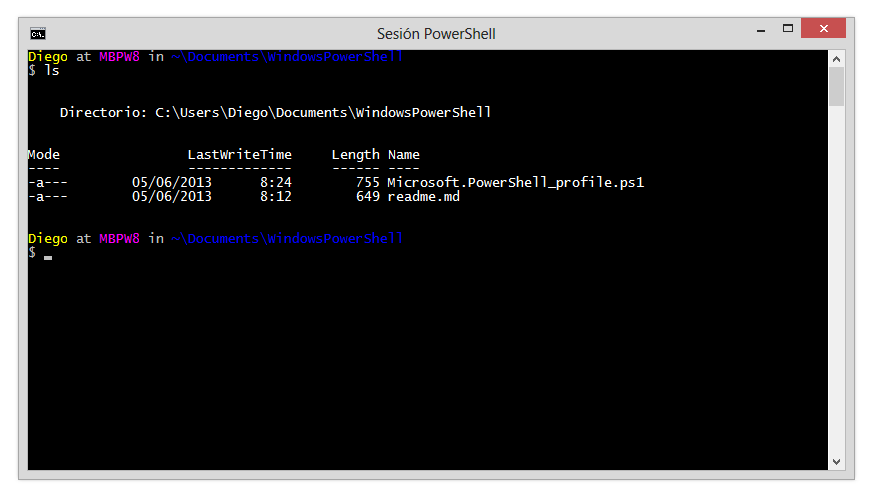 Sesión PowerShell
Diego at MBPW8 in ~\Documents\WindowsPowerShell
$ ls
Directorio: C:\Users\Diego\Documents\WindowsPowerShell
Mode                LastWriteTime     Length Name
----                -------------     ------ ----
-a---        05/06/2013      8:24        755 Microsoft.PowerShell_profile.ps1
-a---        05/06/2013      8:12        649 readme.md
Diego at MBPW8 in ~\Documents\WindowsPowerShell
$